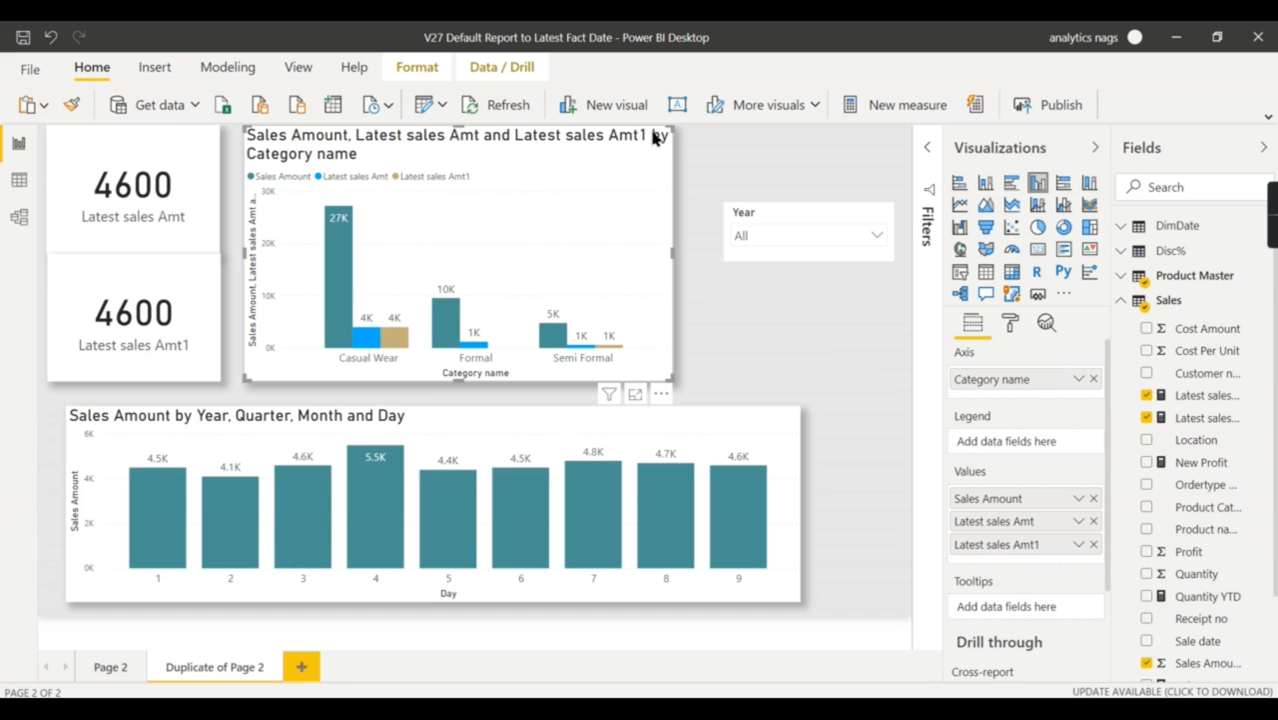 V27 Default Report to Latest Fact Date - Power BI Desktop
analytics nags
File
Home
Insert
Modeling
View
Help
Format
Data / Drill
Get data
Refresh
New visual
More visuals
New measure
Publish
4600
Latest sales Amt
4600
Latest sales Amt1
Sales Amount, Latest sales Amt and Latest sales Amt1 by
Category name
Sales Amount
Latest sales Amt
Latest sales Amt1
Sales Amount, Latest sales Amt a...
30K
20K
10K
0K
27K
4K
4K
10K
1K
5K
1K
1K
Casual Wear
Formal
Semi Formal
Category name
Year
All
Sales Amount by Year, Quarter, Month and Day
Sales Amount
6K
4K
2K
0K
4.5K
4.1K
4.6K
5.5K
4.4K
4.5K
4.8K
4.7K
4.6K
1
2
3
4
5
6
7
8
9
Day
Filters
Visualizations
R
Py
Axis
Category name
Legend
Add data fields here
Values
Sales Amount
Latest sales Amt
Latest sales Amt1
Tooltips
Add data fields here
Drill through
Cross-report
Fields
Search
DimDate
Disc%
Product Master
Sales
Cost Amount
Cost Per Unit
Customer n...
Latest sales...
Latest sales...
Location
New Profit
Ordertype ...
Product Cat...
Product na...
Profit
Quantity
Quantity YTD
Receipt no
Sale date
Sales Amou...
Page 2
Duplicate of Page 2
PAGE 2 OF 2
UPDATE AVAILABLE (CLICK TO DOWNLOAD)